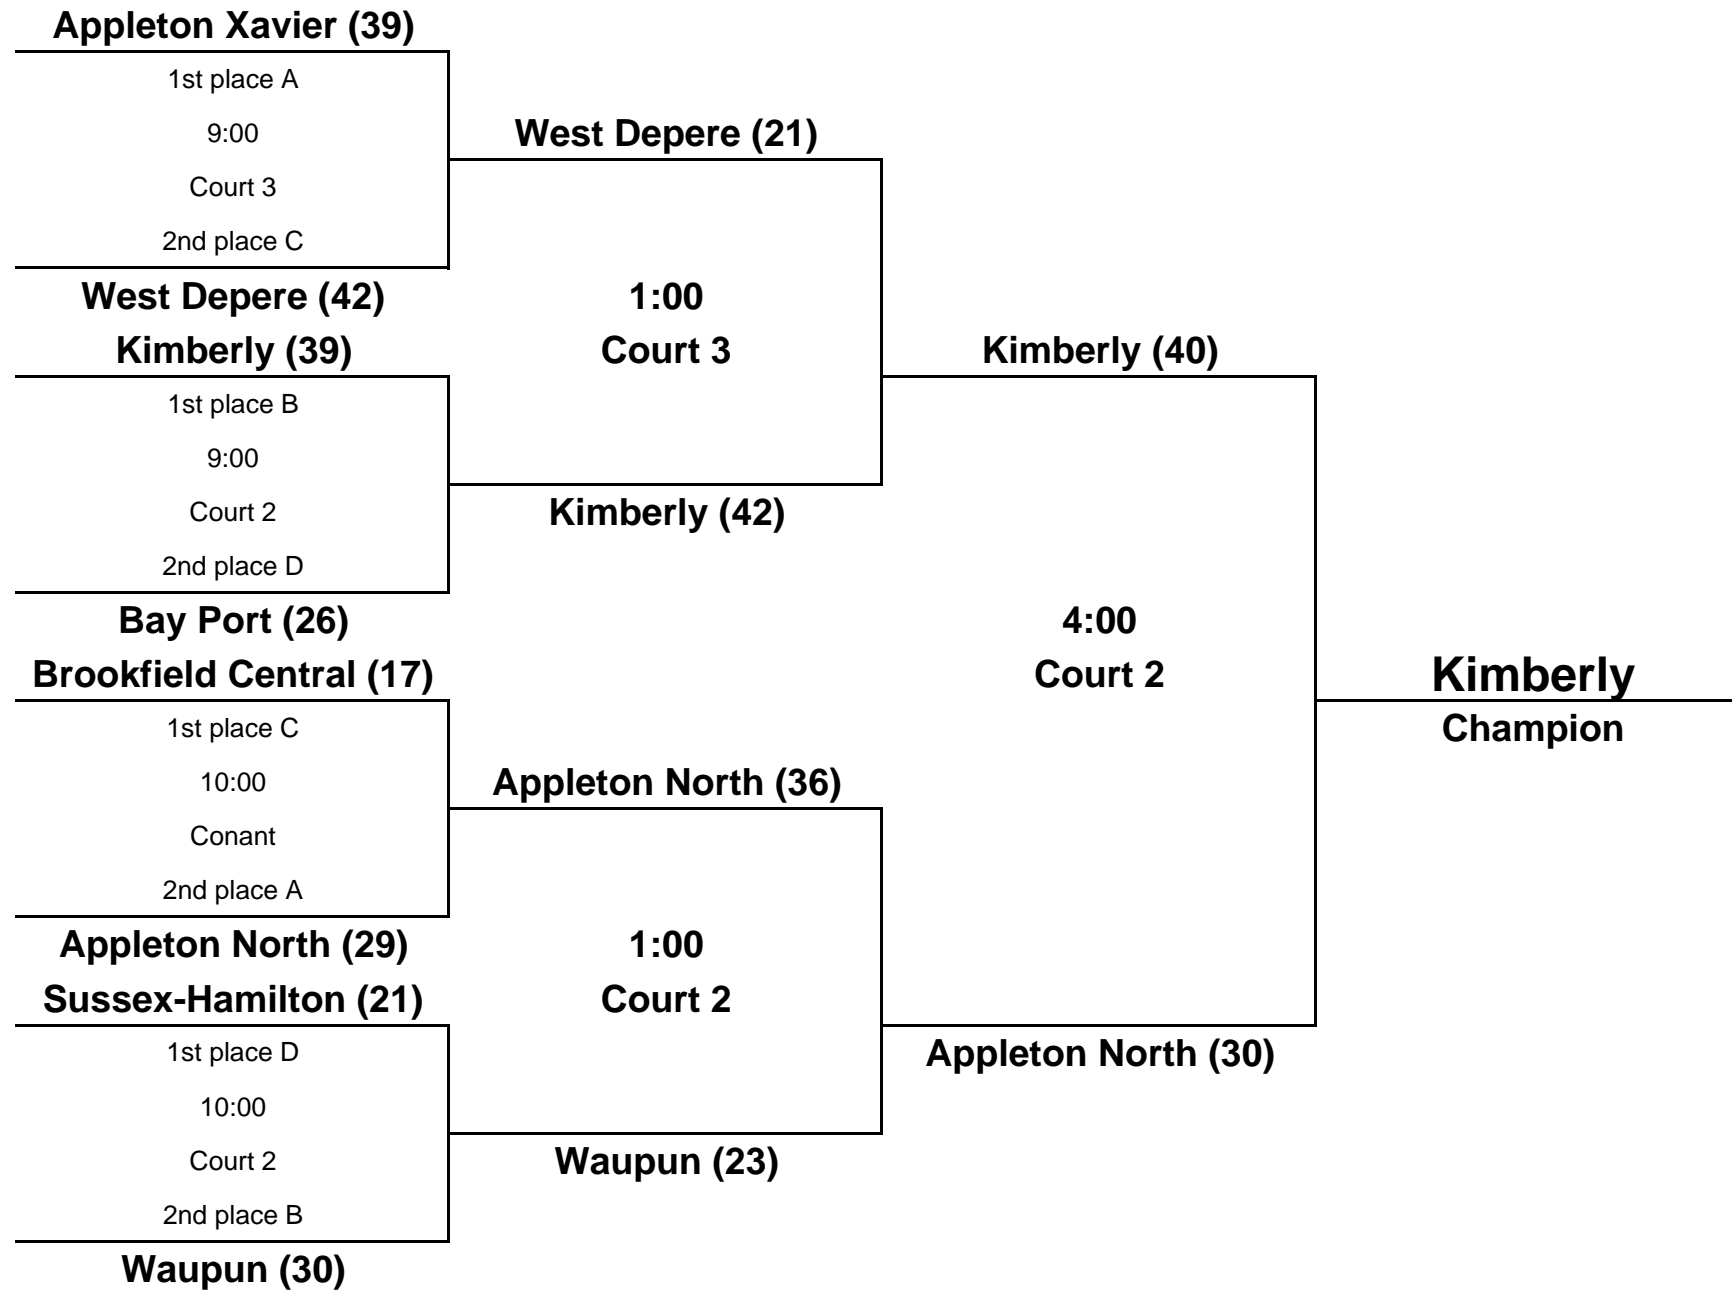 Appleton Xavier (39)
1st place A
9:00
Court 3
2nd place C
West Depere (42)
Kimberly (39)
1st place B
9:00
Court 2
2nd place D
Bay Port (26)
Brookfield Central (17)
1st place C
10:00
Conant
2nd place A
Appleton North (29)
Sussex-Hamilton (21)
1st place D
10:00
Court 2
2nd place B
Waupun (30)
West Depere (21)
1:00
Court 3
Kimberly (42)
Appleton North (36)
1:00
Court 2
Waupun (23)
Kimberly (40)
4:00
Court 2
Appleton North (30)
Kimberly
Champion